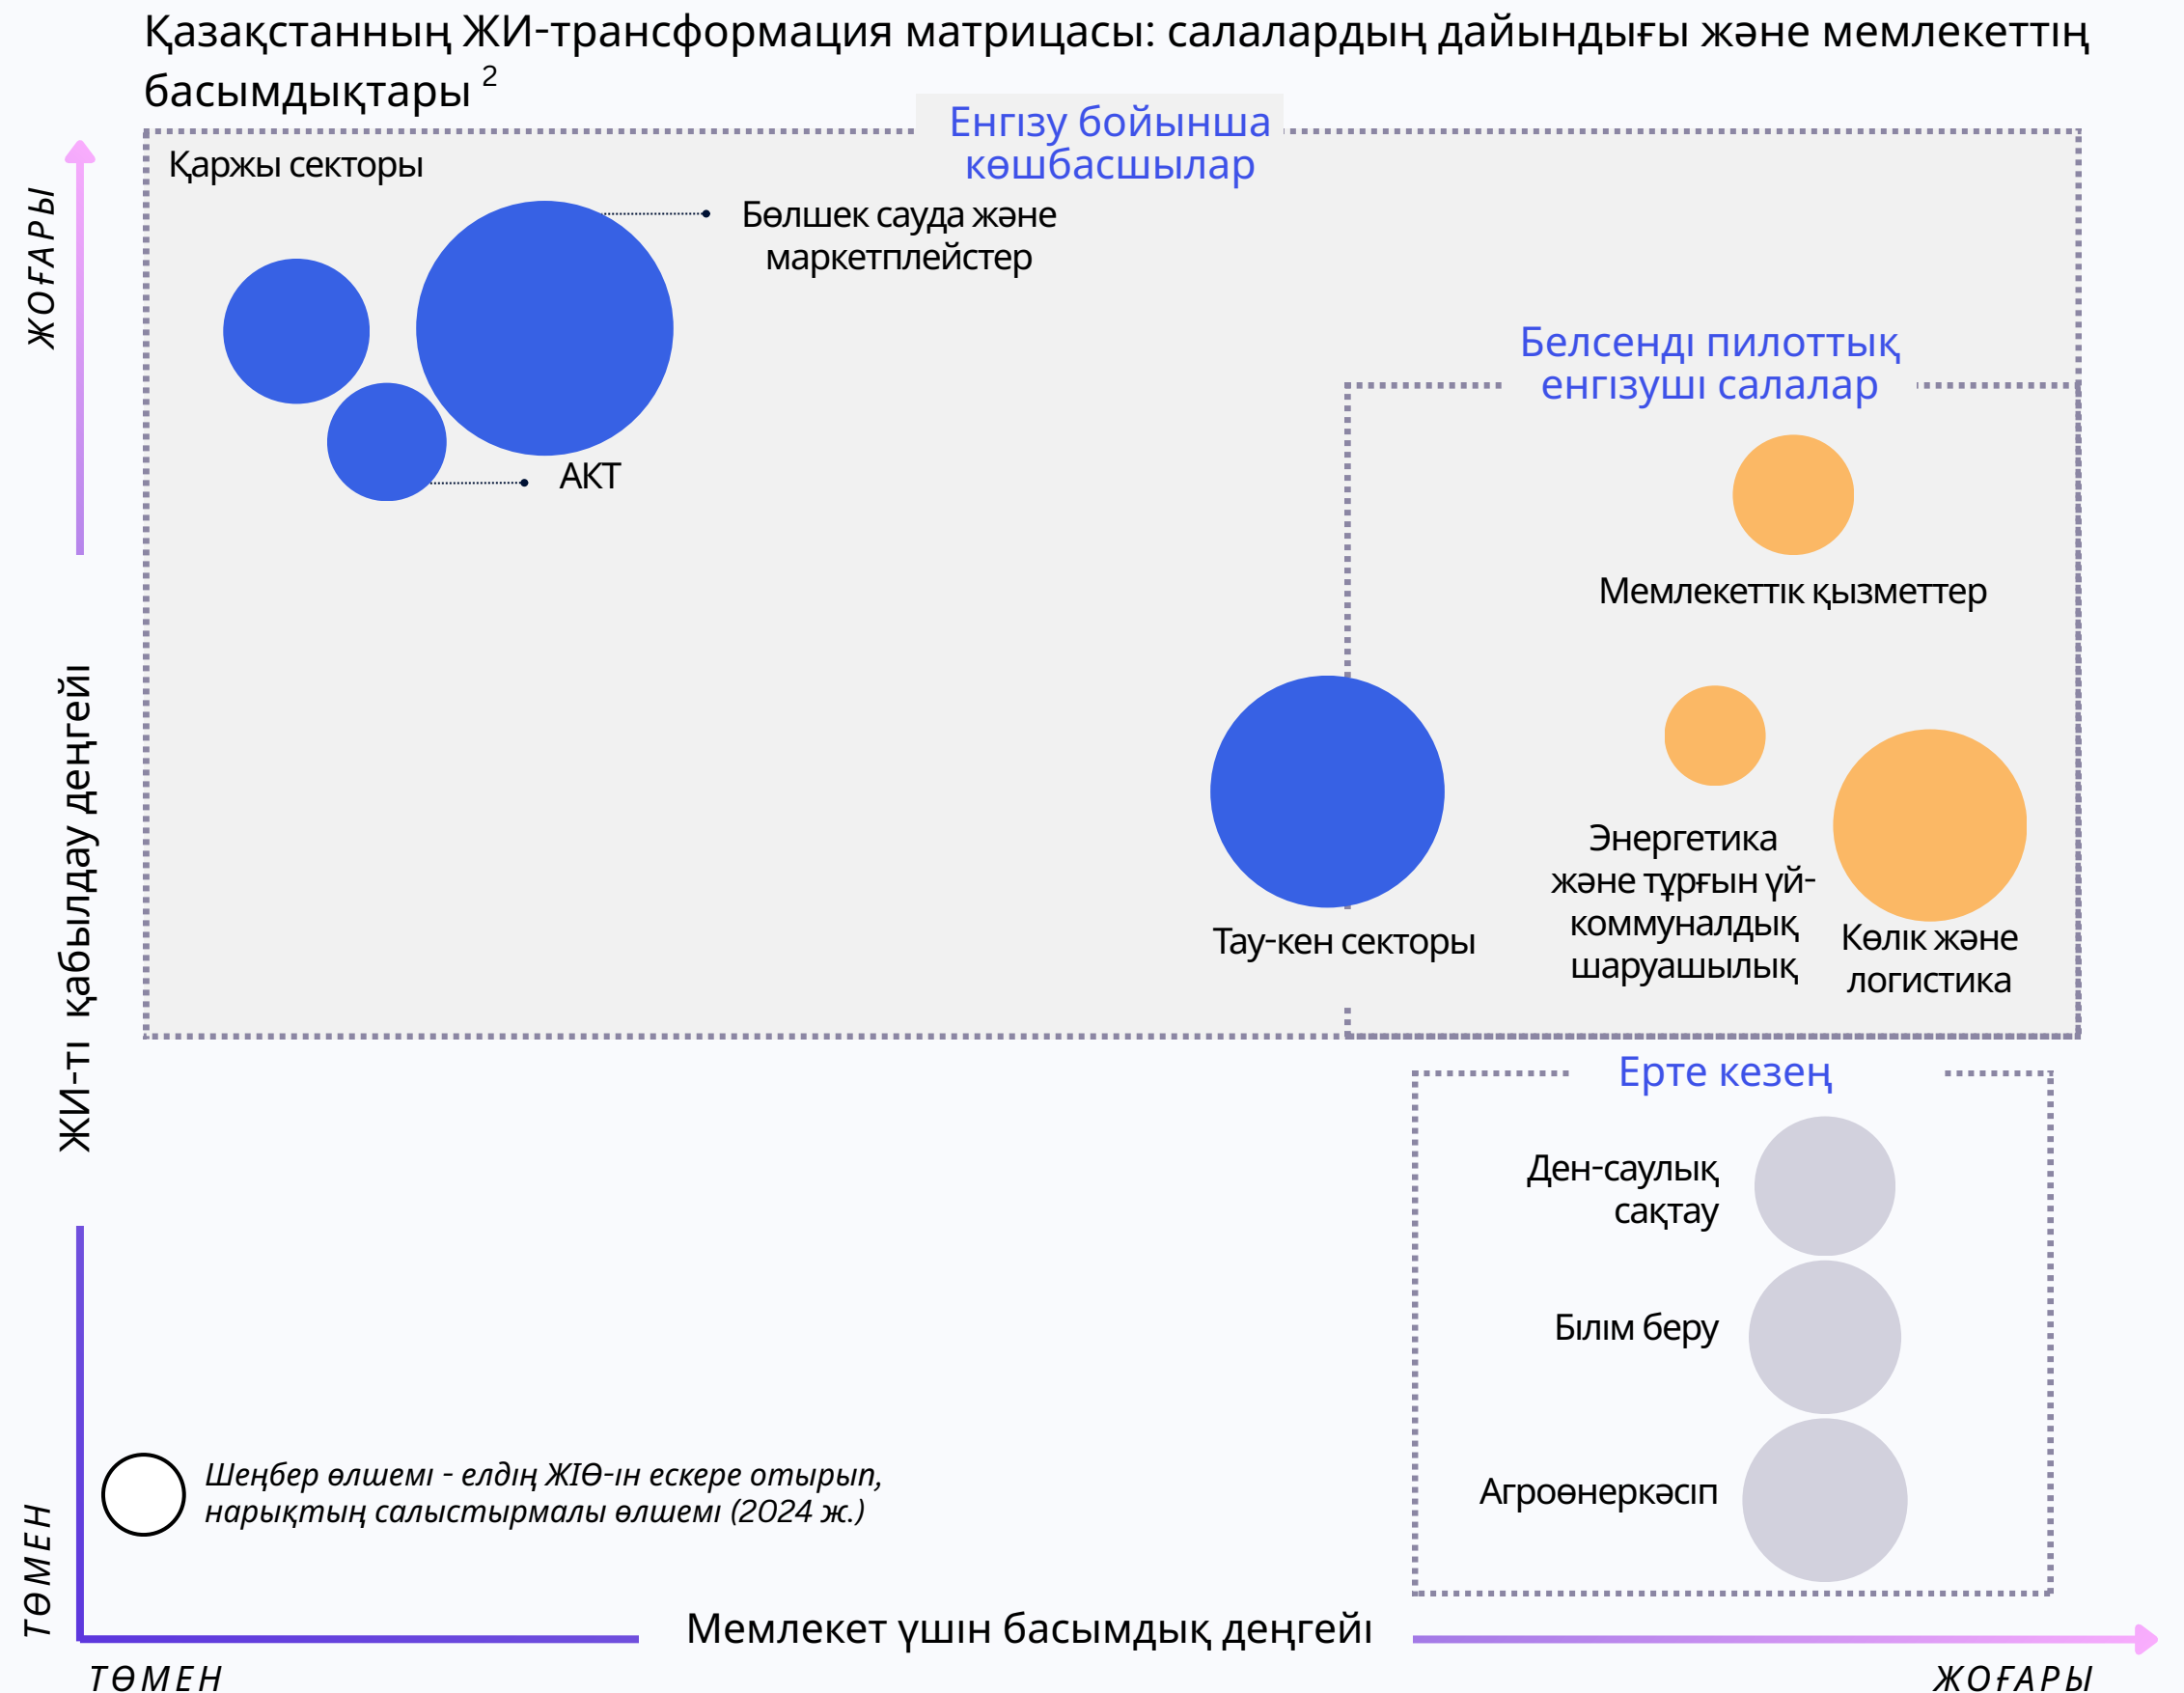 Қазақстанның ЖИ-трансформация матрицасы: салалардың дайындығы және мемлекеттің
басымдықтары 2
Енгізу бойынша
көшбасшылар
Қаржы секторы
Бөлшек сауда және
маркетплейстер
АКТ
ЖОҒАРЫ
Белсенді пилоттық
енгізуші салалар
Мемлекеттік қызметтер
Тау-кен секторы
Энергетика
және тұрғын үй-
коммуналдық
шаруашылық
Көлік және
логистика
ЖИ-ті қабылдау деңгейі
Ерте кезең
Ден-саулық
сақтау
Білім беру
Агроөнеркәсіп
Шеңбер өлшемі - елдің ЖІӨ-ін ескере отырып,
нарықтың салыстырмалы өлшемі (2024 ж.)
ТӨМЕН
Мемлекет үшін басымдық деңгейі
ТӨМЕН
ЖОҒАРЫ